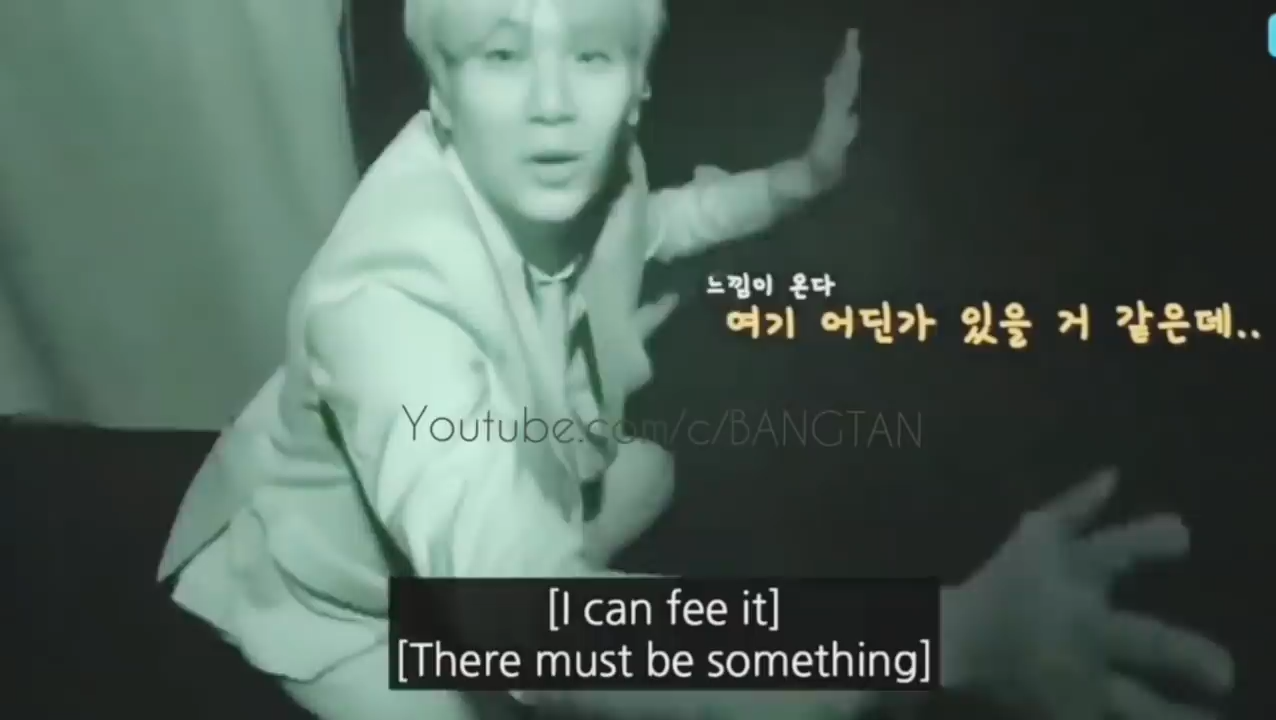 느낌이 온다
여기 어딘가 있을 거 같은데..
Youtube.com/c/BANGTAN
[I can fee it]
[There must be something]